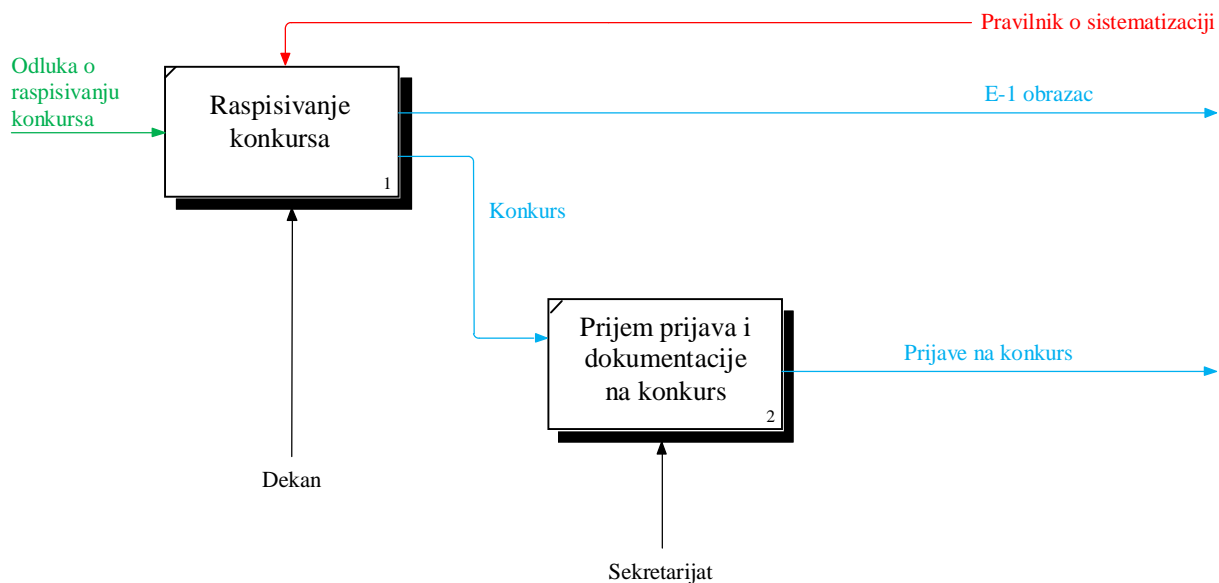 Pravilnik o sistematizaciji
Odluka o
raspisivanju
konkursa
Raspisivanje
konkursa
1
E-1 obrazac
Konkurs
Prijem prijava i
dokumentacije
na konkurs
2
Prijave na konkurs
Dekan
Sekretarijat